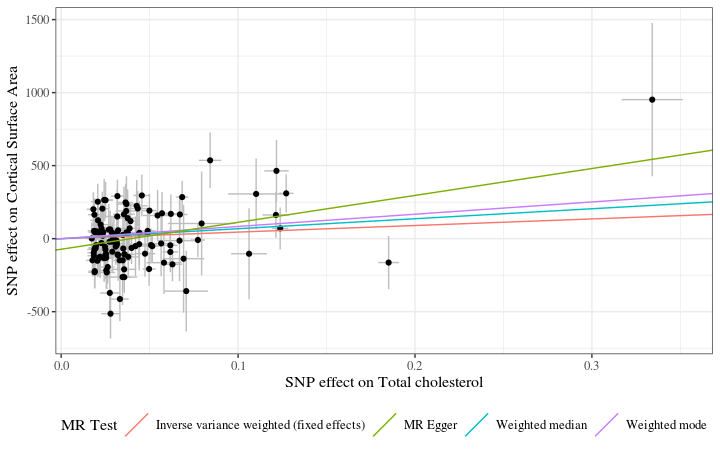 1500
1000
500
0
-500
SNP effect on Cortical Surface Area
0.0
0.1
0.2
0.3
SNP effect on Total cholesterol
MR Test
Inverse variance weighted (fixed effects)
MR Egger
Weighted median
Weighted mode